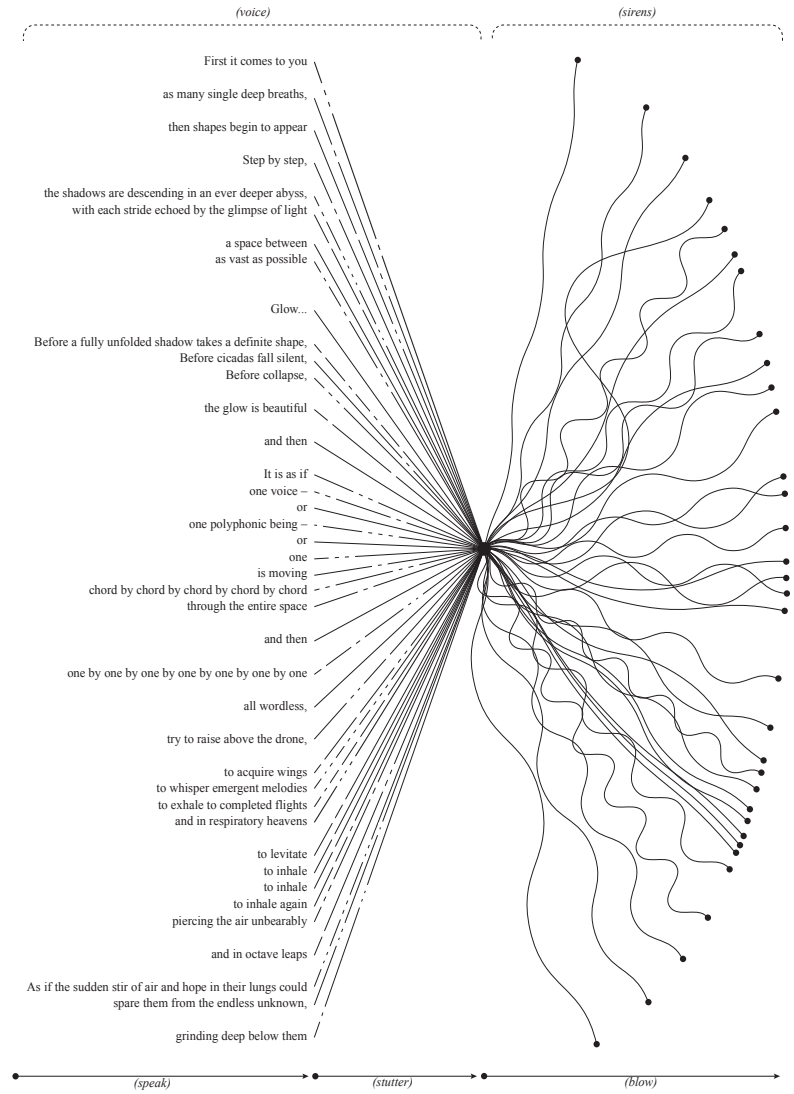 (voice)
(sirens)
First it comes to you
as many single deep breaths,
then shapes begin to appear
Step by step,
the shadows are descending in an ever deeper abyss,
with each stride echoed by the glimpse of light
a space between
as vast as possible
Glow...
Before a fully unfolded shadow takes a definite shape,
Before cicadas fall silent,
Before collapse,
the glow is beautiful
and then
It is as if
one voice –
or
one polyphonic being –
or
one
is moving
chord by chord by chord by chord by chord
through the entire space
and then
one by one by one by one by one by one by one
all wordless,
try to raise above the drone,
to acquire wings
to whisper emergent melodies
to exhale to completed flights
and in respiratory heavens
to levitate
to inhale
to inhale
to inhale again
piercing the air unbearably
and in octave leaps
As if the sudden stir of air and hope in their lungs could
spare them from the endless unknown,
grinding deep below them
(speak)
(stutter)
(blow)